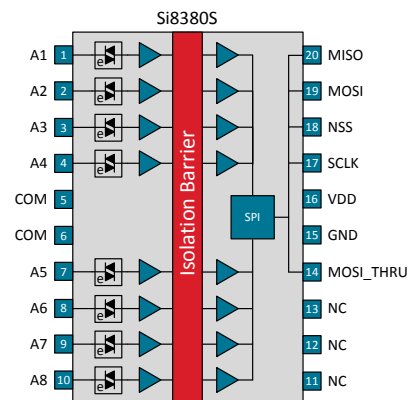 Si8380S
A1 1 e 20 MISO
A2 2 e 19 MOSI
A3 3 e 18 NSS
A4 4 e 17 SCLK
COM 5 16 VDD
Isolation Barrier
SPI
COM 6 15 GND
A5 7 e 14 MOSI_THRU
A6 8 e 13 NC
A7 9 e 12 NC
A8 10 e 11 NC